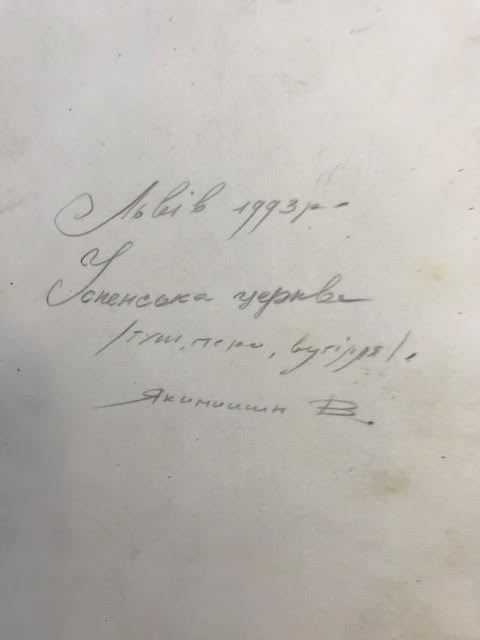 Львів 1993р.
Успенська церква
/туш, перо, вугілля/.
Якимишин В.